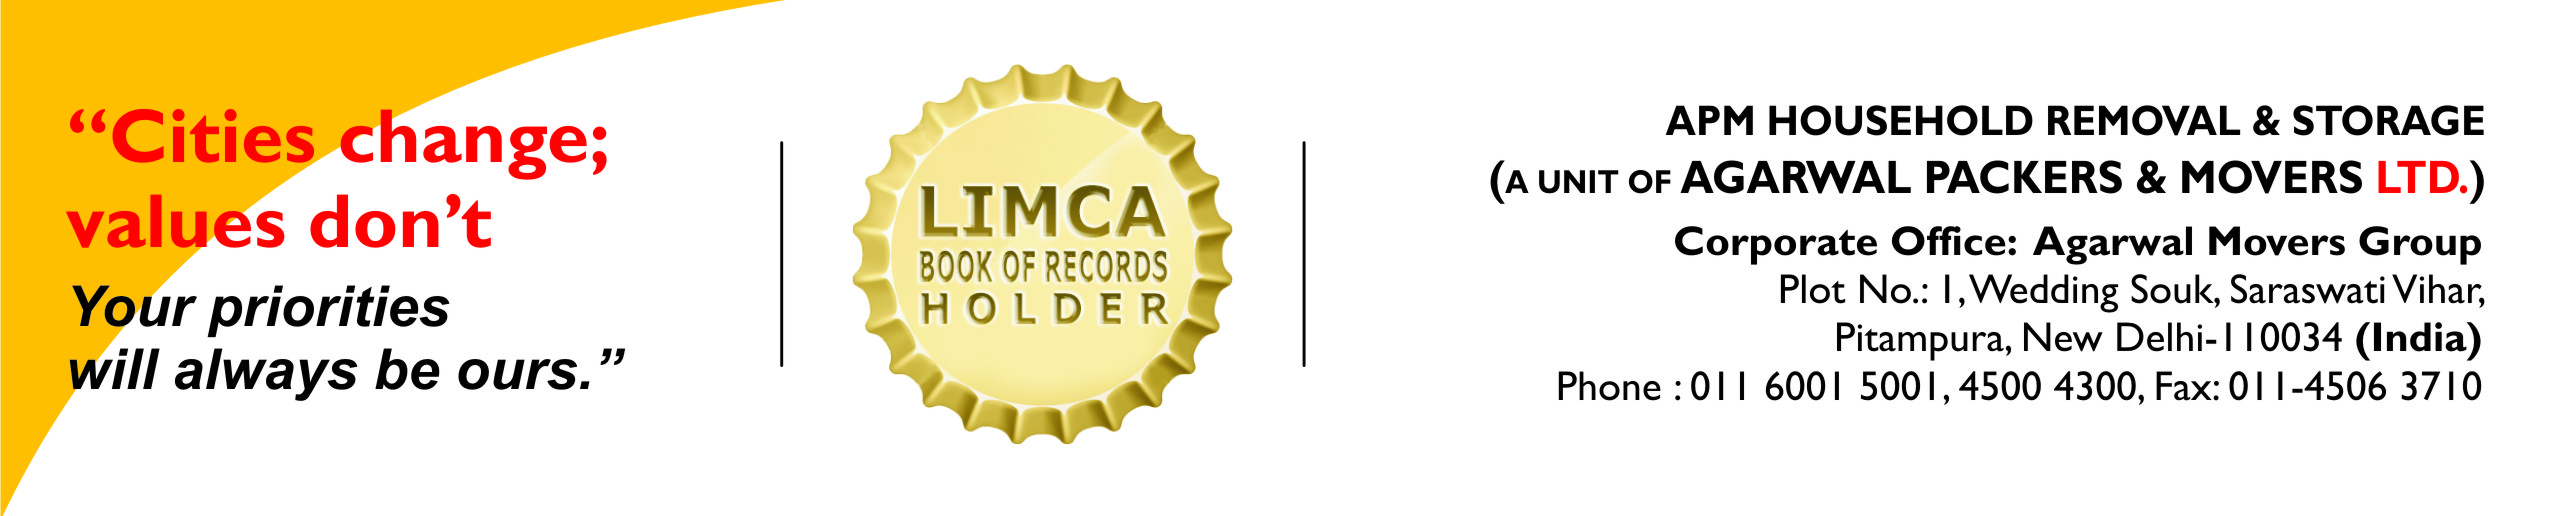 “Cities change;
values don’t
Your priorities
will always be ours.”
LIMCA
BOOK OF RECORDS
HOLDER
APM HOUSEHOLD REMOVAL & STORAGE
(A UNIT OF AGARWAL PACKERS & MOVERS LTD.)
Corporate Office: Agarwal Movers Group
Plot No.: 1, Wedding Souk, Saraswati Vihar,
Pitampura, New Delhi-110034 (India)
Phone : 011 6001 5001, 4500 4300, Fax: 011-4506 3710